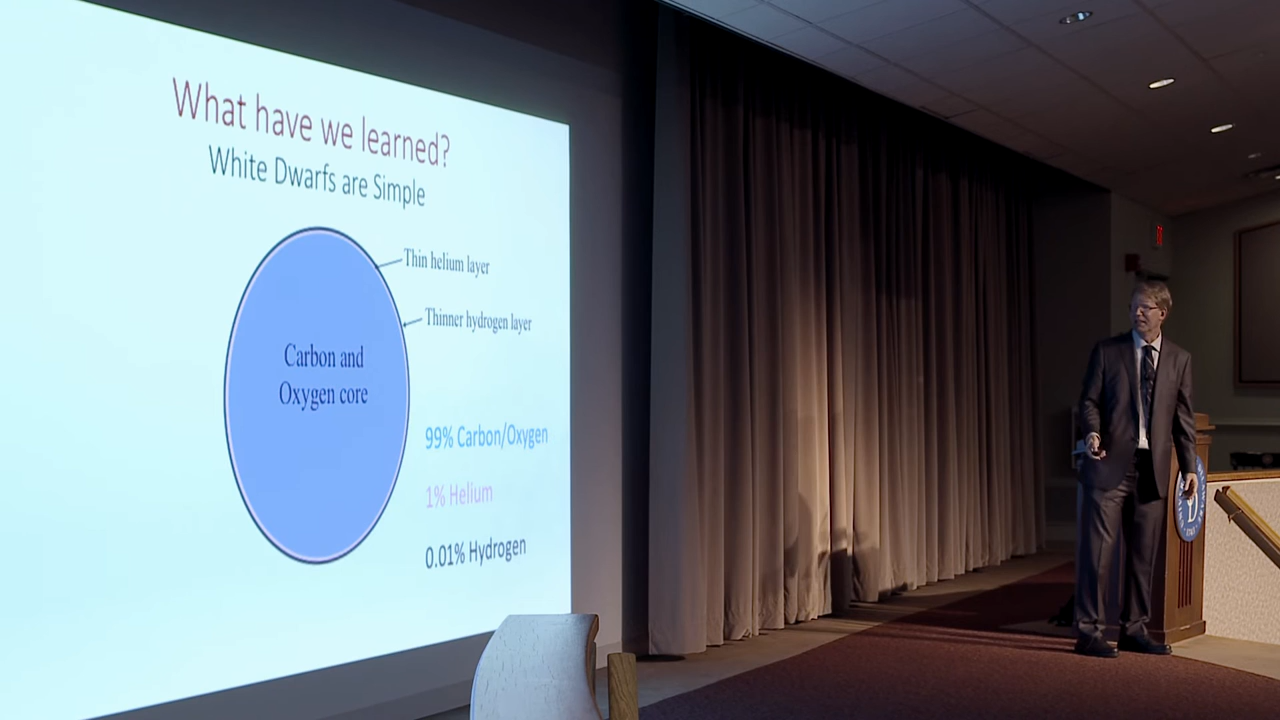 What have we learned?
White Dwarfs are Simple
Thin helium layer
Thinner hydrogen layer
Carbon and
Oxygen core
99% Carbon/Oxygen
1% Helium
0.01% Hydrogen